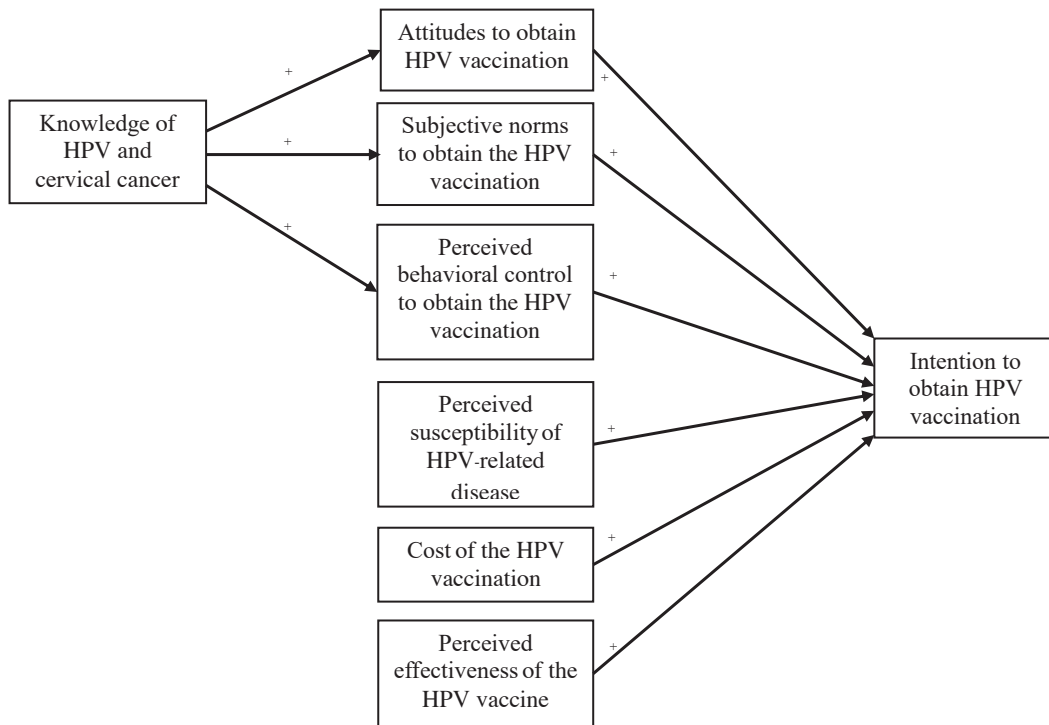 Attitudes to obtain
HPV vaccination
+
+
Knowledge of
HPV and
cervical cancer
+
Subjective norms
to obtain the HPV
vaccination
+
+
Perceived
behavioral control
to obtain the HPV
vaccination
+
Intention to
obtain HPV
vaccination
Perceived
susceptibility of
HPV-related
disease
+
Cost of the HPV
vaccination
+
Perceived
effectiveness of the
HPV vaccine
+